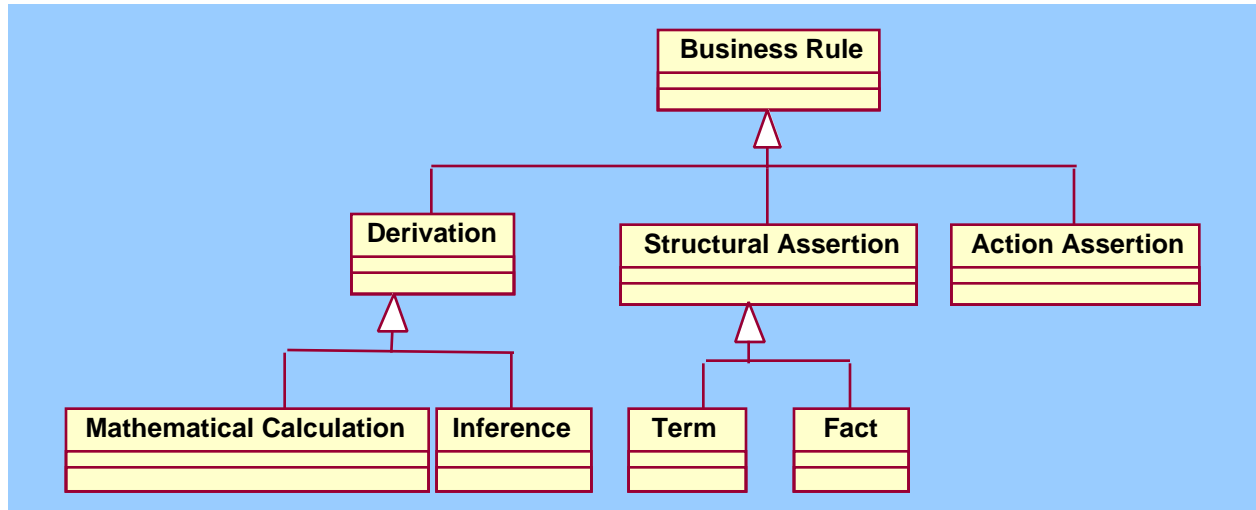 Business Rule
Derivation
Structural Assertion
Action Assertion
Mathematical Calculation
Inference
Term
Fact